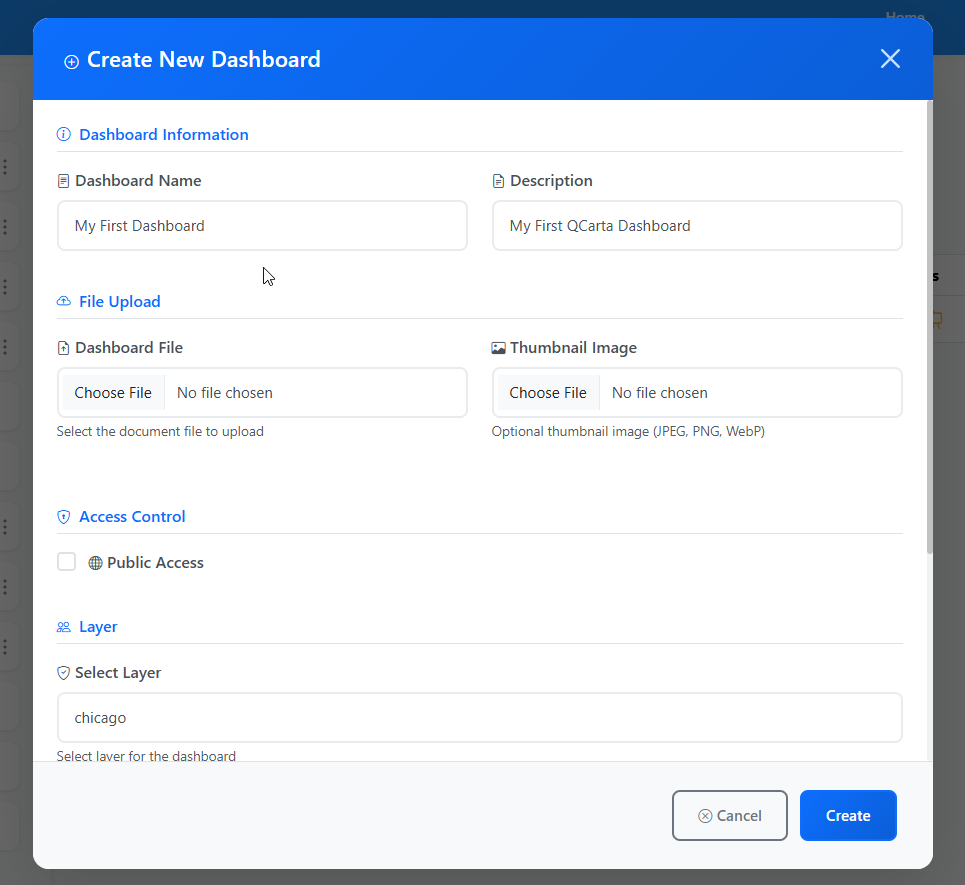 Home
Create New Dashboard
Dashboard Information
Dashboard Name
Description
My First Dashboard
My First QCarta Dashboard
File Upload
Dashboard File
Thumbnail Image
Choose File No file chosen
Choose File No file chosen
Select the document file to upload
Optional thumbnail image (JPEG, PNG, WebP)
Access Control
Public Access
Layer
Select Layer
chicago
Select layer for the dashboard
Cancel
Create